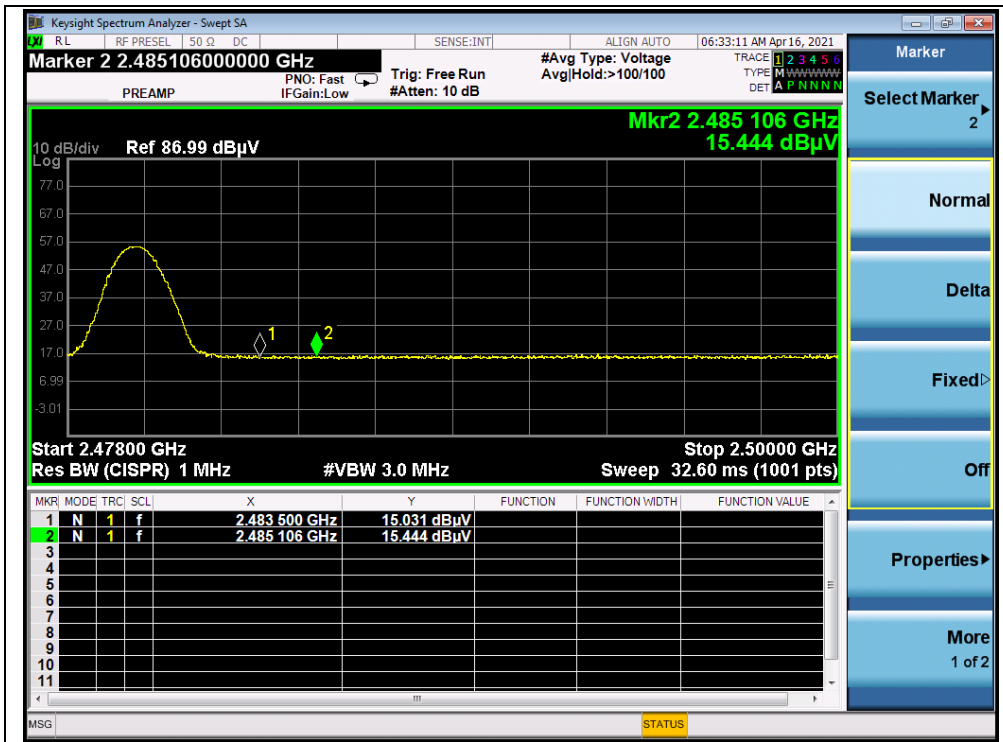 Keysight Spectrum Analyzer - Swept SA
LXI RL RF PRESEL 50 Ω DC SENSE:INT ALIGN AUTO 06:33:11 AM Apr 16, 2021
Marker 2 2.485106000000 GHz
PREAMP
PNO: Fast
IFGain:Low
Trig: Free Run
#Atten: 10 dB
#Avg Type: Voltage
Avg|Hold:>100/100
TRACE 1 2 3 4 5 6
TYPE M WWWWW
DET A P N N N N
Mkr2 2.485 106 GHz
15.444 dBµV
10 dB/div Ref 86.99 dBµV
Log
77.0
67.0
57.0
47.0
37.0
27.0
17.0
6.99
-3.01
1
2
Start 2.47800 GHz Stop 2.50000 GHz
Res BW (CISPR) 1 MHz #VBW 3.0 MHz Sweep 32.60 ms (1001 pts)
MKR MODE TRC SCL X Y FUNCTION FUNCTION WIDTH FUNCTION VALUE
1 N 1 f 2.483 500 GHz 15.031 dBµV
2 N 1 f 2.485 106 GHz 15.444 dBµV
3
4
5
6
7
8
9
10
11
MSG STATUS
Marker
Select Marker
2
Normal
Delta
Fixed
Off
Properties
More
1 of 2